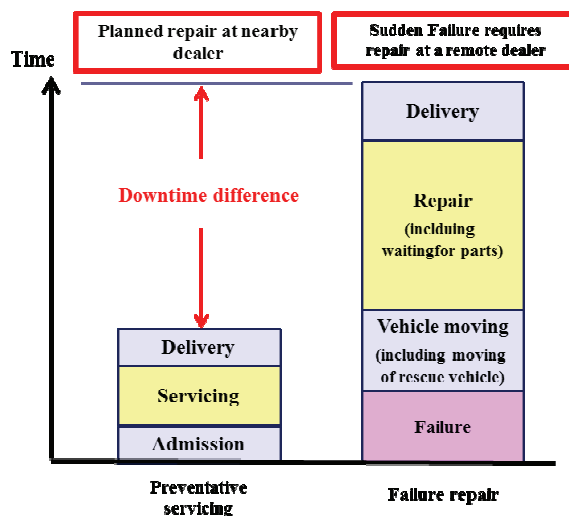 Planned repair at nearby
dealer
Sudden Failure requires
repair at a remote dealer
Time
Delivery
Downtime difference
Repair
(inciduing
waitingfor parts)
Vehicle moving
(including moving
of rescue vehicle)
Failure
Delivery
Servicing
Admission
Preventative
servicing
Failure repair